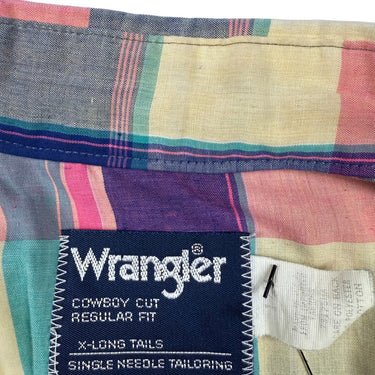 Wrangler®
COWBOY CUT
REGULAR FIT
X-LONG TAILS
SINGLE NEEDLE TAILORING